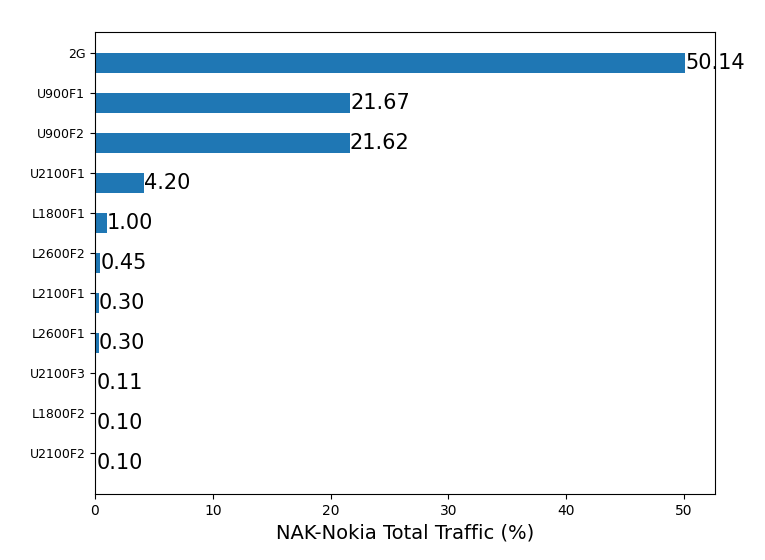 2G 50.14
U900F1 21.67
U900F2 21.62
U2100F1 4.20
L1800F1 1.00
L2600F2 0.45
L2100F1 0.30
L2600F1 0.30
U2100F3 0.11
L1800F2 0.10
U2100F2 0.10
0 10 20 30 40 50
NAK-Nokia Total Traffic (%)